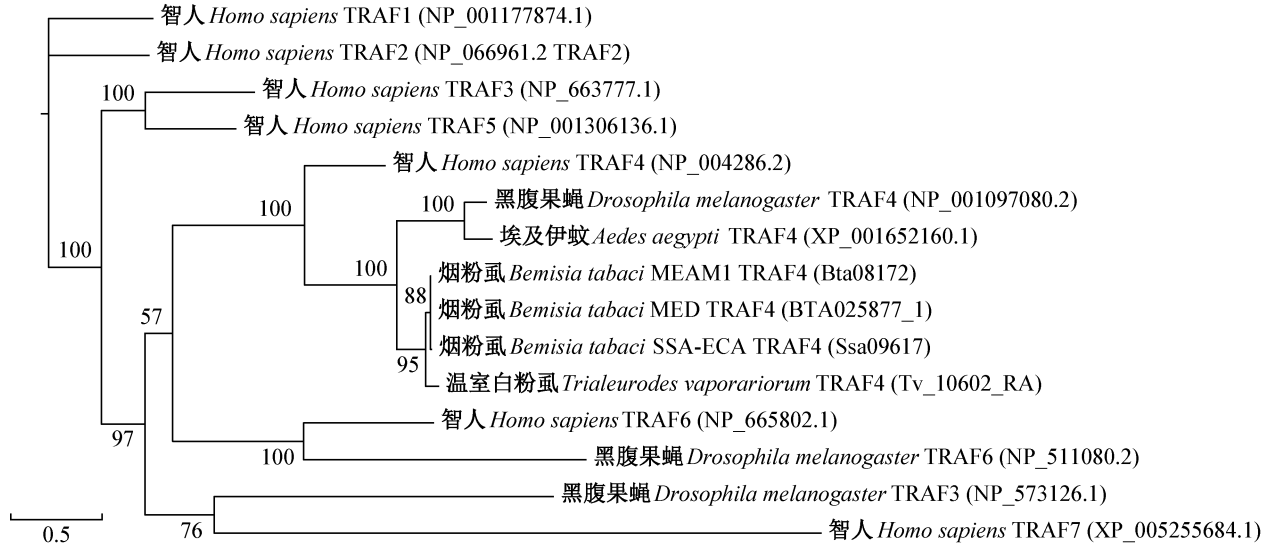 智人 Homo sapiens TRAF1 (NP_001177874.1)
智人 Homo sapiens TRAF2 (NP_066961.2 TRAF2)
100
智人 Homo sapiens TRAF3 (NP_663777.1)
智人 Homo sapiens TRAF5 (NP_001306136.1)
智人 Homo sapiens TRAF4 (NP_004286.2)
100
100
黑腹果蝇 Drosophila melanogaster TRAF4 (NP_001097080.2)
埃及伊蚊 Aedes aegypti TRAF4 (XP_001652160.1)
100
100
烟粉虱 Bemisia tabaci MEAM1 TRAF4 (Bta08172)
88
烟粉虱 Bemisia tabaci MED TRAF4 (BTA025877_1)
57
烟粉虱 Bemisia tabaci SSA-ECA TRAF4 (Ssa09617)
95
温室白粉虱 Trialeurodes vaporariorum TRAF4 (Tv_10602_RA)
智人 Homo sapiens TRAF6 (NP_665802.1)
97
100
黑腹果蝇 Drosophila melanogaster TRAF6 (NP_511080.2)
黑腹果蝇 Drosophila melanogaster TRAF3 (NP_573126.1)
0.5
76
智人 Homo sapiens TRAF7 (XP_005255684.1)